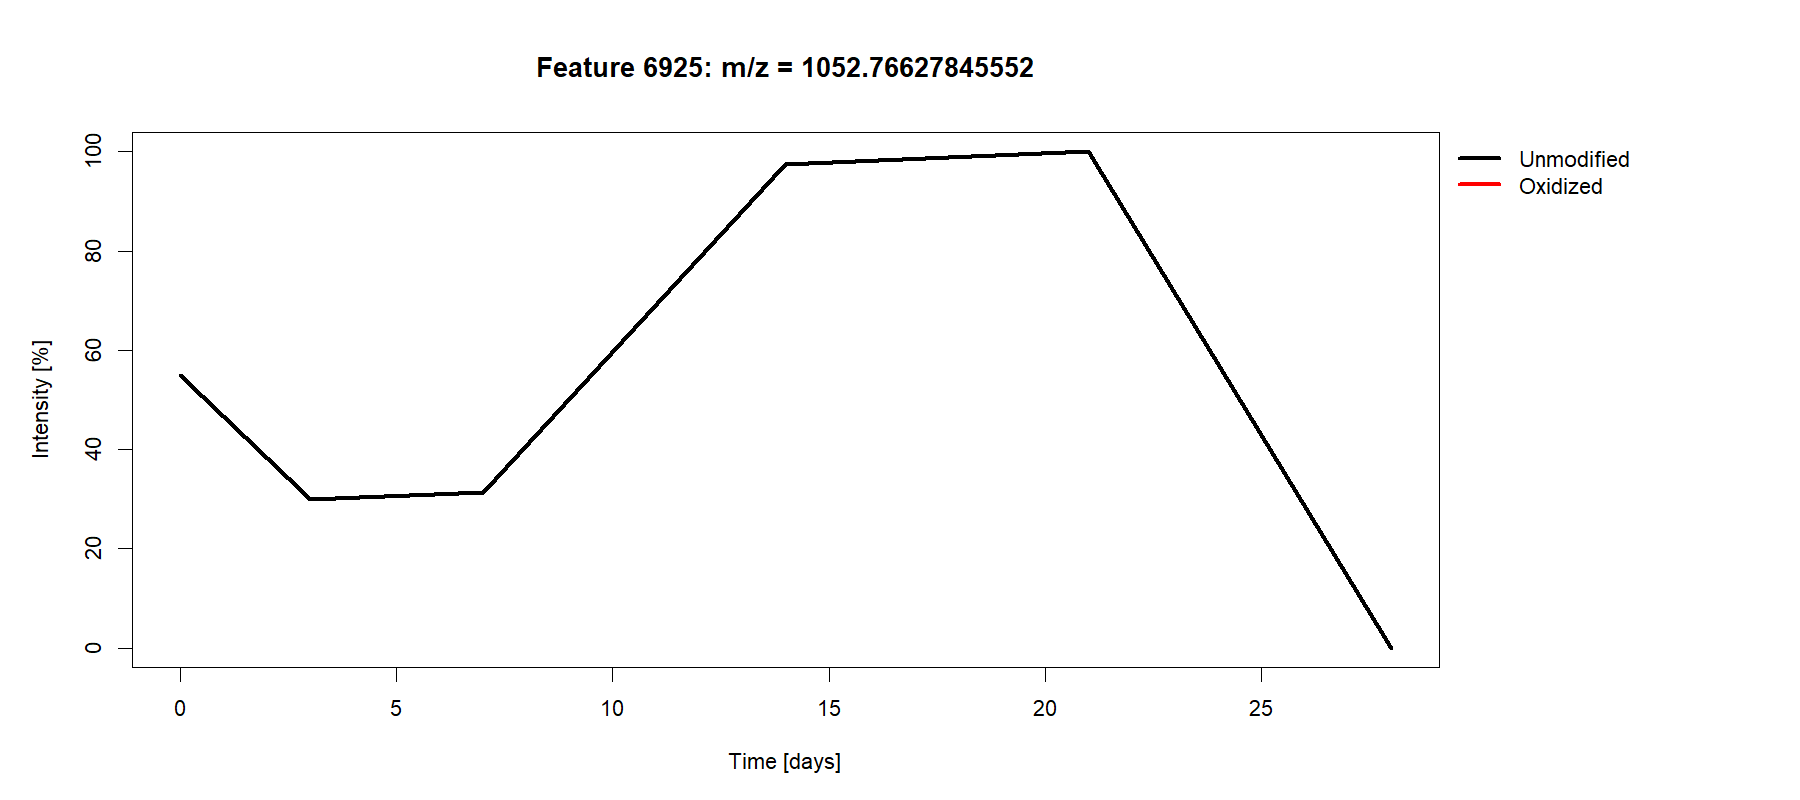 Feature 6925: m/z = 1052.76627845552
Unmodified
Oxidized
Intensity [%]
100
80
60
40
20
0
0 5 10 15 20 25
Time [days]